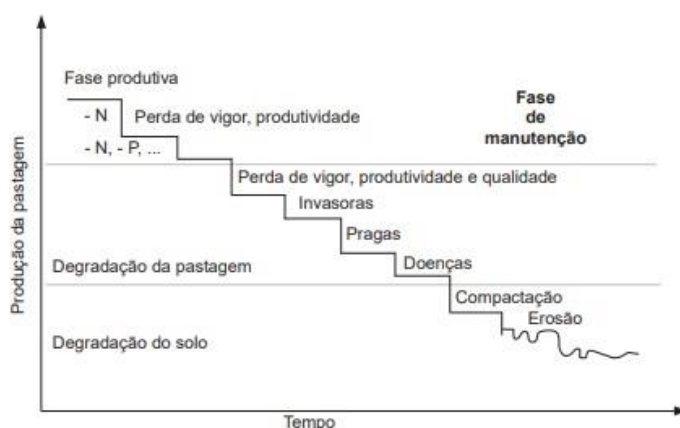 Fase produtiva
- N
Perda de vigor, produtividade
Fase
de
manutenção
- N, - P, ...
Perda de vigor, produtividade e qualidade
Invasoras
Pragas
Degradação da pastagem
Doenças
Compactação
Erosão
Degradação do solo
Produção da pastagem
Tempo